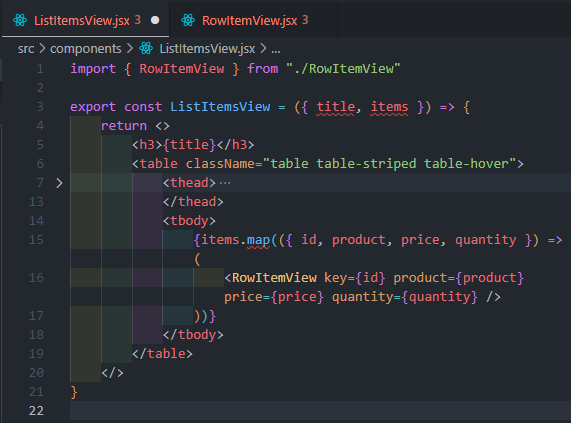 ListItemsView.jsx 3 RowItemView.jsx 3
src > components > ListItemsView.jsx > ...
1 import { RowItemView } from "./RowItemView"
2
3 export const ListItemsView = ({ title, items }) => {
4 return <>
5 <h3>{title}</h3>
6 <table className="table table-striped table-hover">
7 <thead>···
13 </thead>
14 <tbody>
15 {items.map(({ id, product, price, quantity }) =>
(
16 <RowItemView key={id} product={product}
price={price} quantity={quantity} />
17 ))}
18 </tbody>
19 </table>
20 </>
21 }
22